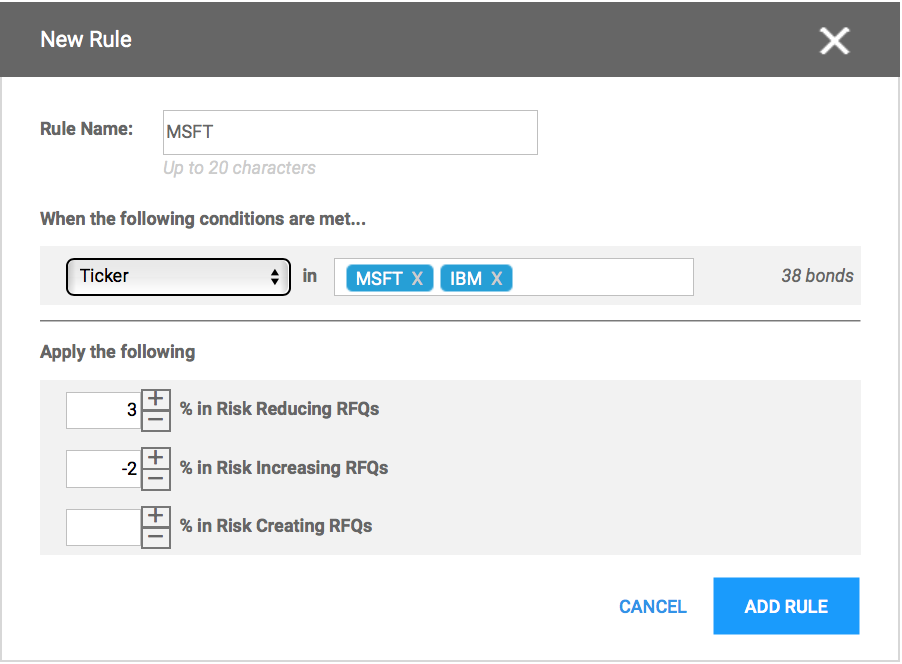 New Rule
Rule Name: MSFT
Up to 20 characters
When the following conditions are met...
Ticker in MSFT X IBM X 38 bonds
Apply the following
3 + − % in Risk Reducing RFQs
-2 + − % in Risk Increasing RFQs
+ − % in Risk Creating RFQs
CANCEL ADD RULE